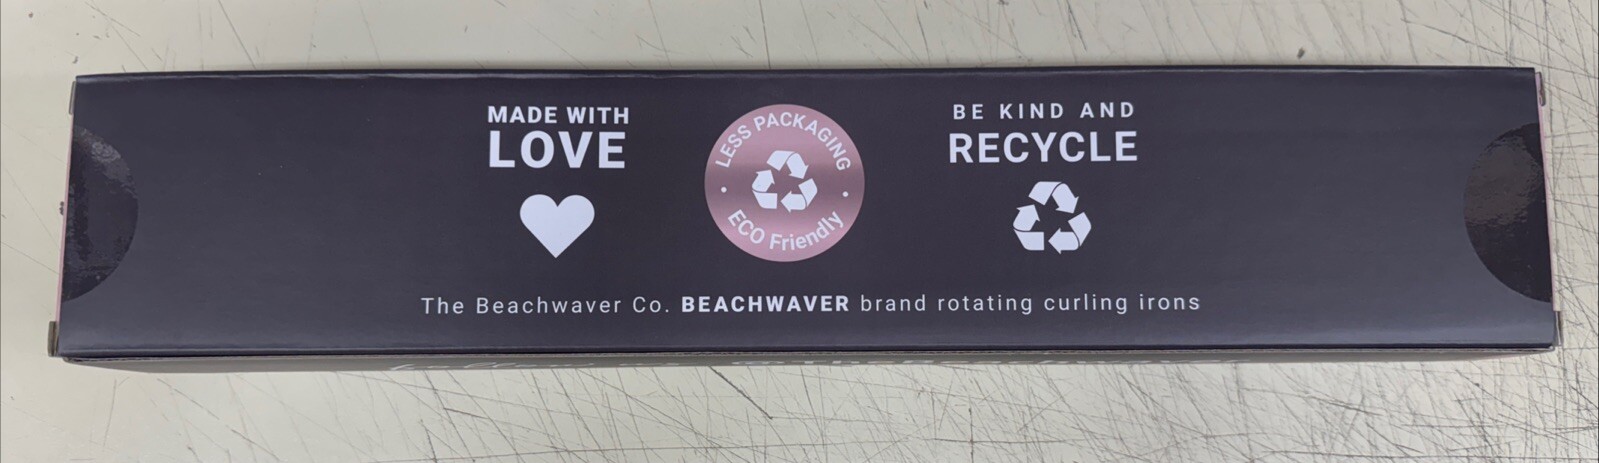 MADE WITH
LOVE
LESS PACKAGING
ECO Friendly
BE KIND AND
RECYCLE
The Beachwaver Co. BEACHWAVER brand rotating curling irons